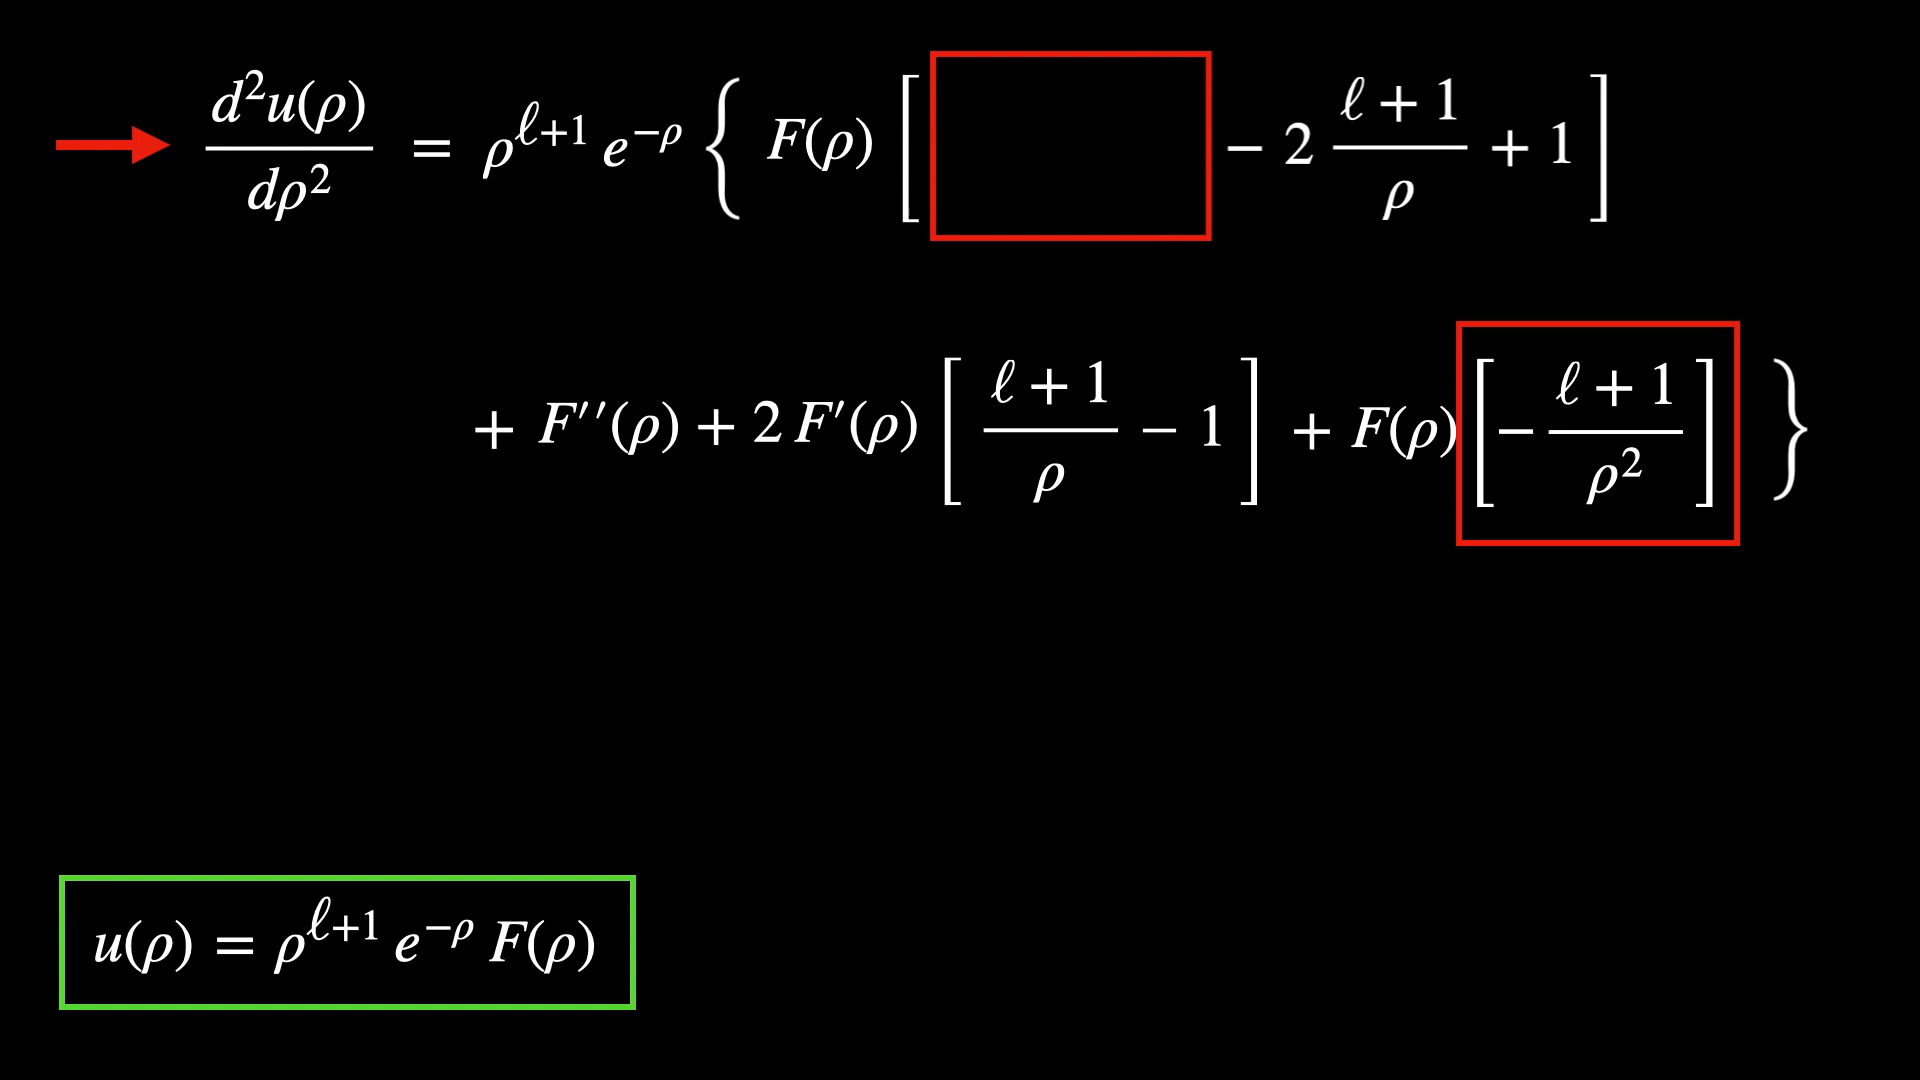 d²u(ρ)/dρ² = ρ^{ℓ+1} e^{−ρ} { F(ρ) [ − 2 (ℓ + 1)/ρ + 1 ]
+ F′′(ρ) + 2 F′(ρ) [ (ℓ + 1)/ρ − 1 ] + F(ρ) [ − (ℓ + 1)/ρ² ] }
u(ρ) = ρ^{ℓ+1} e^{−ρ} F(ρ)